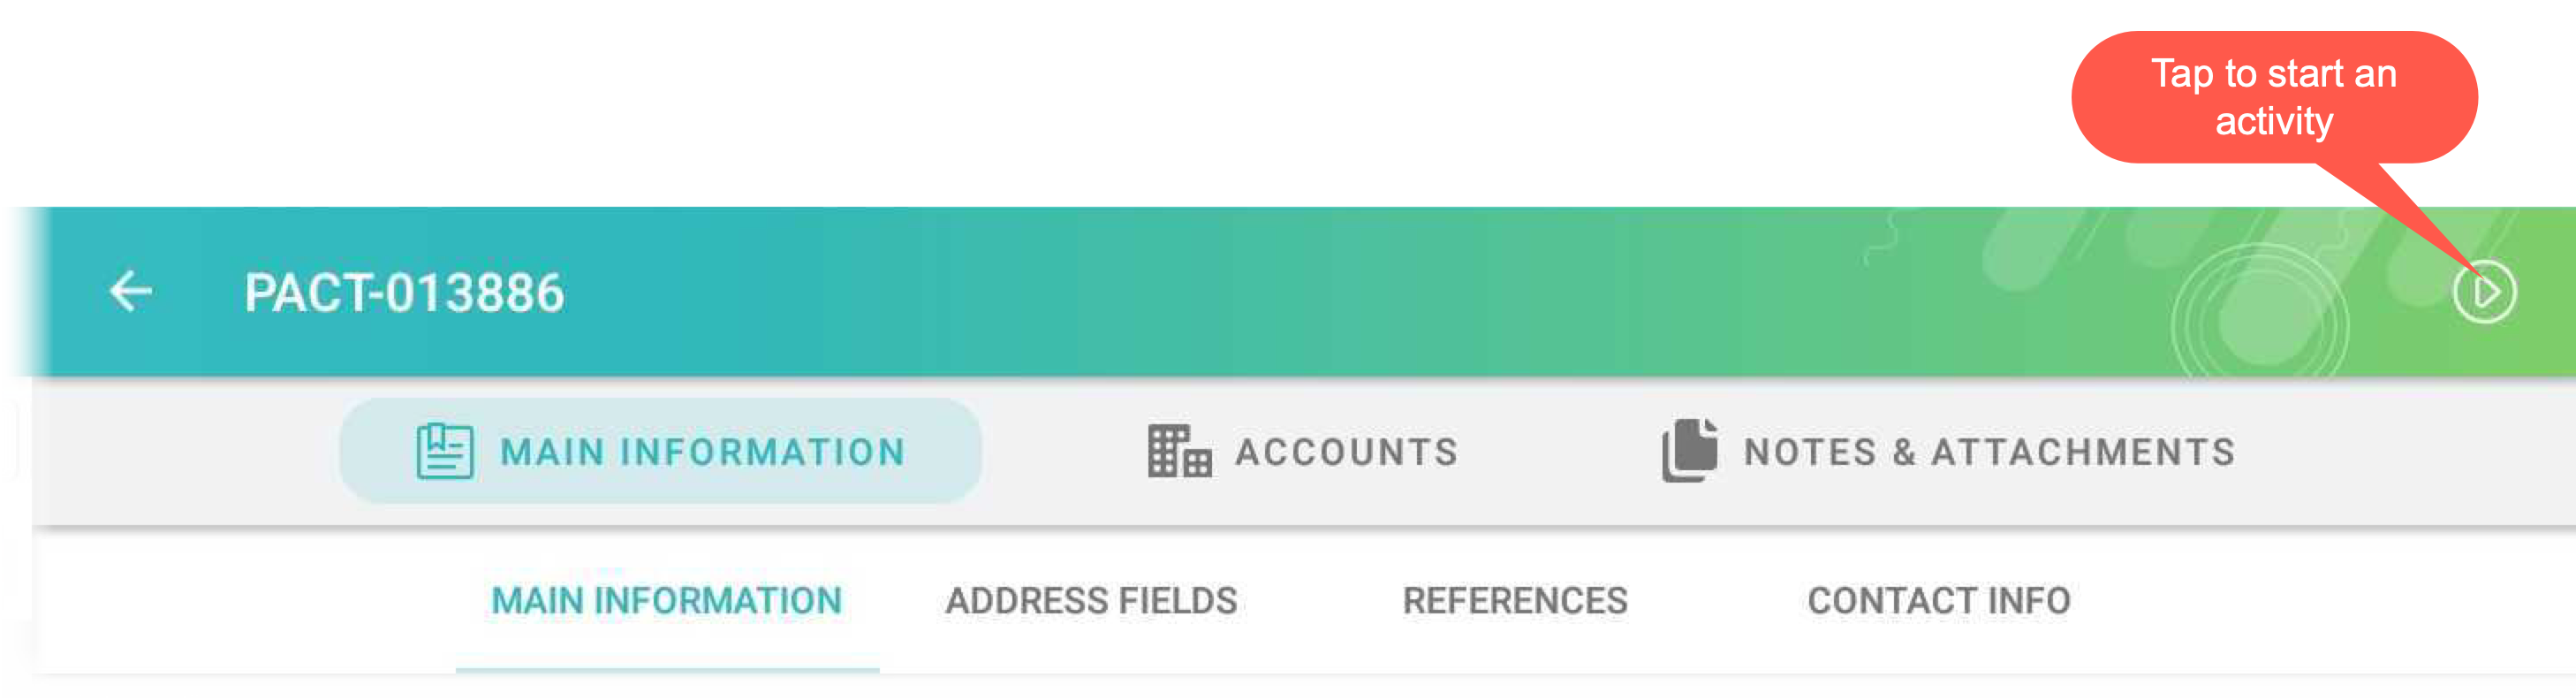 Tap to start an
activity
PACT-013886
MAIN INFORMATION ACCOUNTS NOTES & ATTACHMENTS
MAIN INFORMATION ADDRESS FIELDS REFERENCES CONTACT INFO